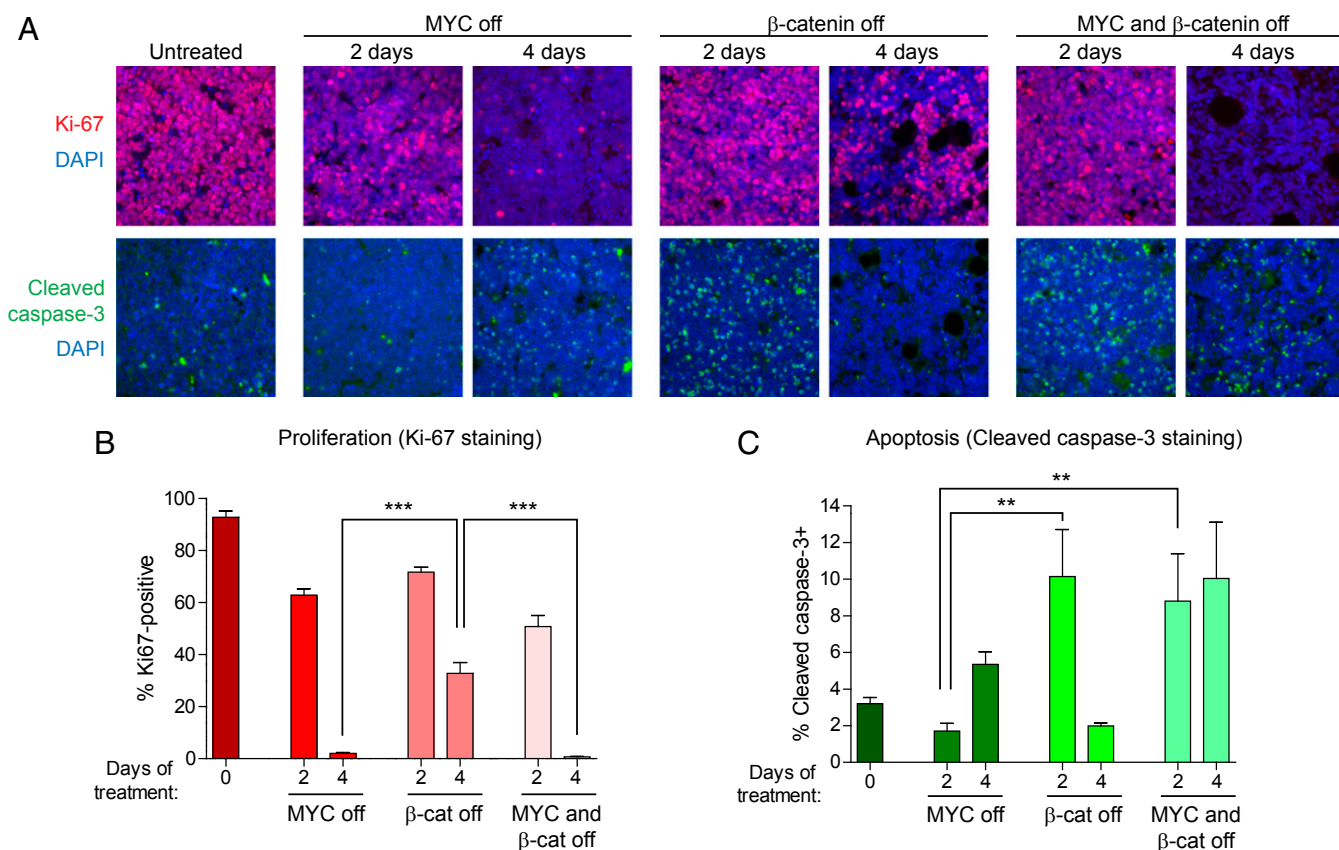 A
MYC off
β-catenin off
MYC and β-catenin off
Untreated
2 days
4 days
2 days
4 days
2 days
4 days
Ki-67
DAPI
Cleaved
caspase-3
DAPI
B
Proliferation (Ki-67 staining)
% Ki67-positive
100
80
60
40
20
0
***
***
Days of
treatment:
0
2
4
2
4
2
4
MYC off
β-cat off
MYC and
β-cat off
C
Apoptosis (Cleaved caspase-3 staining)
% Cleaved caspase-3+
14
12
10
8
6
4
2
0
**
**
Days of
treatment:
0
2
4
2
4
2
4
MYC off
β-cat off
MYC and
β-cat off